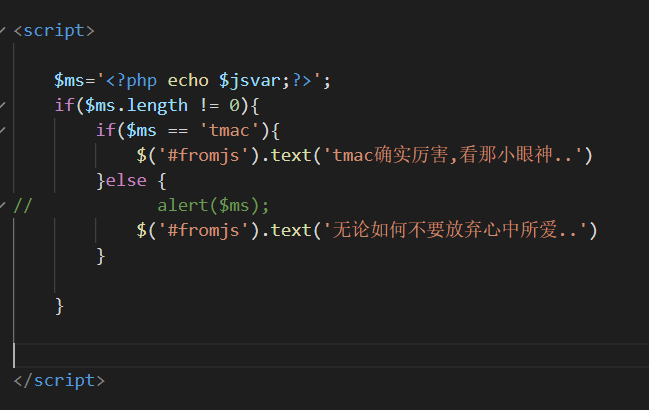 <script>
$ms='<?php echo $jsvar;?>';
if($ms.length != 0){
if($ms == 'tmac'){
$('#fromjs').text('tmac确实厉害,看那小眼神..')
}else {
// alert($ms);
$('#fromjs').text('无论如何不要放弃心中所爱..')
}
}
</script>